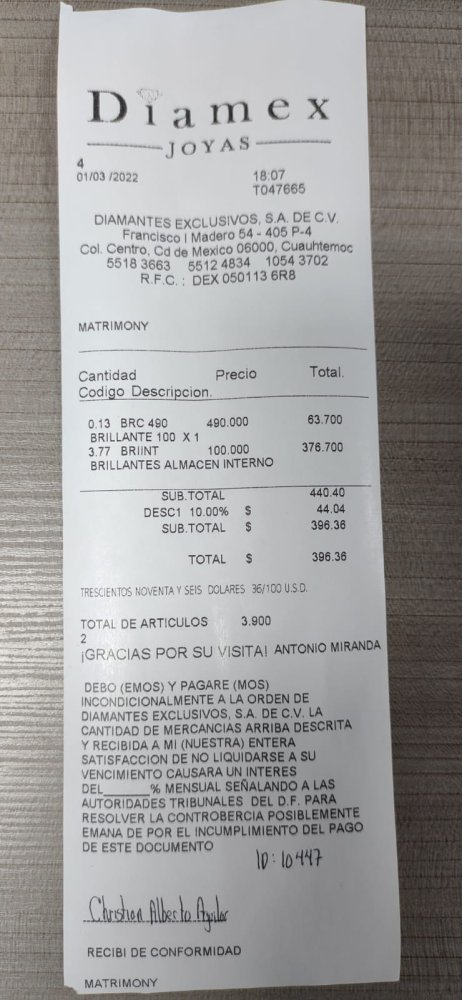 Diamex
JOYAS
4
01/03 /2022 18:07
T047665
DIAMANTES EXCLUSIVOS, S.A. DE C.V.
Francisco I Madero 54 - 405 P-4
Col. Centro, Cd de Mexico 06000, Cuauhtemoc
5518 3663 5512 4834 1054 3702
R.F.C. : DEX 050113 6R8
MATRIMONY
Cantidad Precio Total.
Codigo Descripcion.
0.13 BRC 490 490.000 63.700
BRILLANTE 100 X 1
3.77 BRIINT 100.000 376.700
BRILLANTES ALMACEN INTERNO
SUB.TOTAL 440.40
DESC1 10.00% $ 44.04
SUB.TOTAL $ 396.36
TOTAL $ 396.36
TRESCIENTOS NOVENTA Y SEIS DOLARES 36/100 U.S.D.
TOTAL DE ARTICULOS 3.900
2
¡GRACIAS POR SU VISITA! ANTONIO MIRANDA
DEBO (EMOS) Y PAGARE (MOS)
INCONDICIONALMENTE A LA ORDEN DE
DIAMANTES EXCLUSIVOS, S.A. DE C.V. LA
CANTIDAD DE MERCANCIAS ARRIBA DESCRITA
Y RECIBIDA A MI (NUESTRA) ENTERA
SATISFACCION DE NO LIQUIDARSE A SU
VENCIMIENTO CAUSARA UN INTERES
DEL______% MENSUAL SEÑALANDO A LAS
AUTORIDADES TRIBUNALES DEL D.F. PARA
RESOLVER LA CONTROBERCIA POSIBLEMENTE
EMANA DE POR EL INCUMPLIMIENTO DEL PAGO
DE ESTE DOCUMENTO
ID: 10447
Christian Alberto Aguilar
RECIBI DE CONFORMIDAD
MATRIMONY